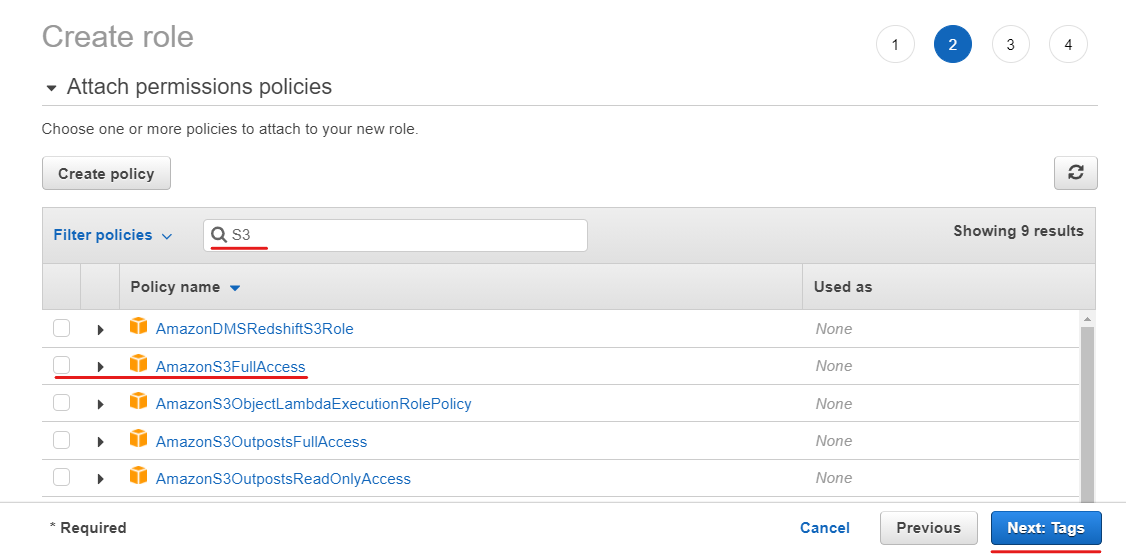 Create role
1 2 3 4
Attach permissions policies
Choose one or more policies to attach to your new role.
Create policy
Filter policies S3 Showing 9 results
Policy name Used as
AmazonDMSRedshiftS3Role None
AmazonS3FullAccess None
AmazonS3ObjectLambdaExecutionRolePolicy None
AmazonS3OutpostsFullAccess None
AmazonS3OutpostsReadOnlyAccess None
* Required Cancel Previous Next: Tags